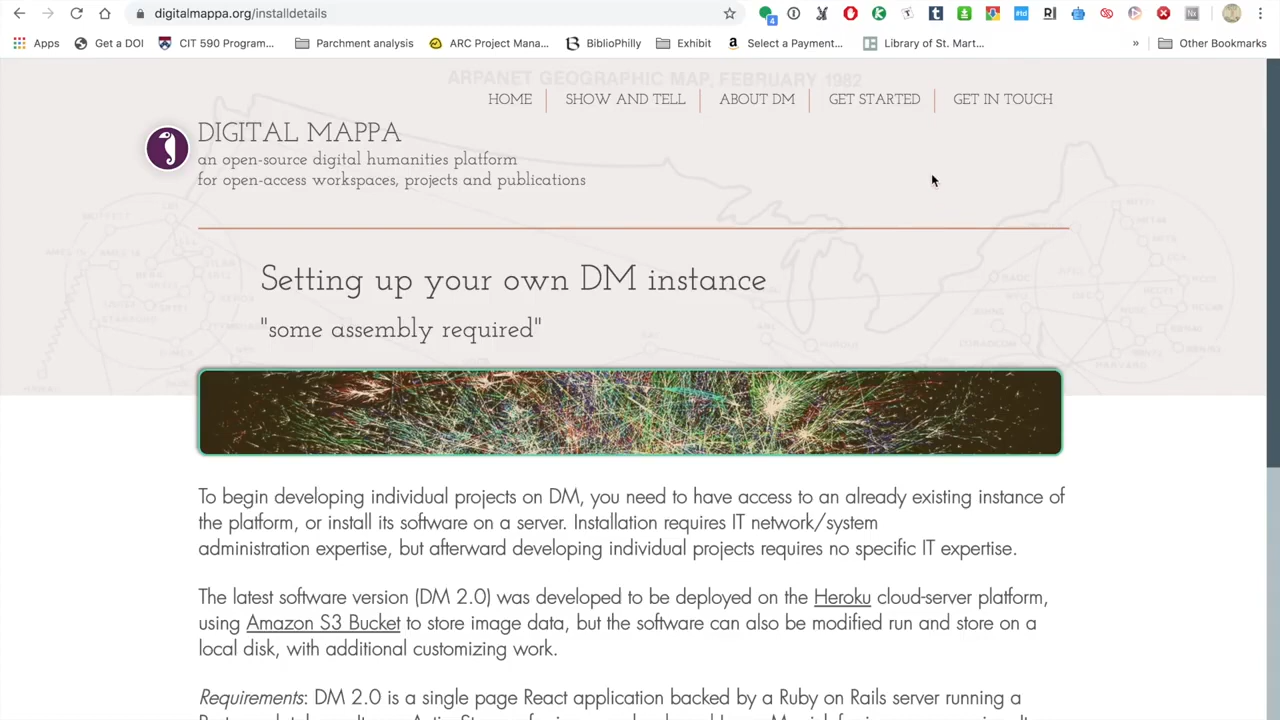 digitalmappa.org/installdetails
4
Apps
Get a DOI
CIT 590 Program...
Parchment analysis
ARC Project Mana...
BiblioPhilly
Exhibit
Select a Payment...
Library of St. Mart...
»
Other Bookmarks
ARPANET GEOGRAPHIC MAP, FEBRUARY 1982
HOME
SHOW AND TELL
ABOUT DM
GET STARTED
GET IN TOUCH
DIGITAL MAPPA
an open-source digital humanities platform
for open-access workspaces, projects and publications
Setting up your own DM instance
"some assembly required"
To begin developing individual projects on DM, you need to have access to an already existing instance of
the platform, or install its software on a server. Installation requires IT network/system
administration expertise, but afterward developing individual projects requires no specific IT expertise.
The latest software version (DM 2.0) was developed to be deployed on the Heroku cloud-server platform,
using Amazon S3 Bucket to store image data, but the software can also be modified run and store on a
local disk, with additional customizing work.
Requirements: DM 2.0 is a single page React application backed by a Ruby on Rails server running a